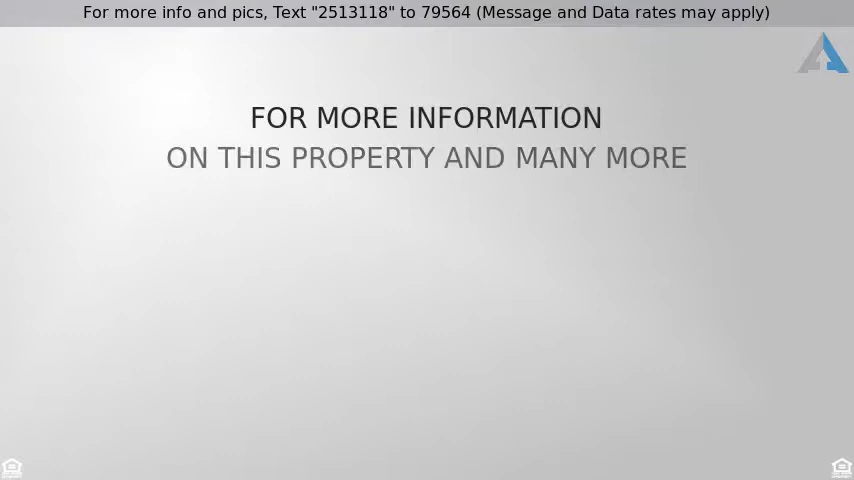 For more info and pics, Text "2513118" to 79564 (Message and Data rates may apply)
FOR MORE INFORMATION
ON THIS PROPERTY AND MANY MORE